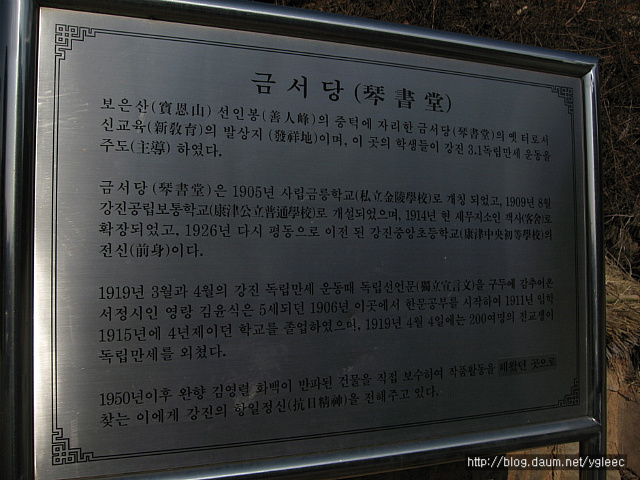 금서당 (琴書堂)
보은산(寶恩山) 선인봉(善人峰)의 중턱에 자리한 금서당(琴書堂)의 옛 터로서
신교육(新敎育)의 발상지 (發祥地)이며, 이 곳의 학생들이 강진 3.1독립만세 운동을
주도(主導) 하였다.
금서당 (琴書堂) 은 1905년 사립금릉학교(私立金陵學校)로 개칭 되었고, 1909년 8월
강진공립보통학교(康津公立普通學校)로 개설되었으며, 1914년 현 세무지소인 객사(客舍)로
확장되었고, 1926년 다시 평동으로 이전 된 강진중앙초등학교(康津中央初等學校)의
전신(前身)이다.
1919년 3월과 4월의 강진 독립만세 운동때 독립선언문(獨立宣言文)을 구두에 감추어온
서정시인 영랑 김윤식은 5세되던 1906년 이곳에서 한문공부를 시작하여 1911년 입학
1915년에 4년제이던 학교를 졸업하였으며, 1919년 4월 4일에는 200여명의 전교생이
독립만세를 외쳤다.
1950년이후 완향 김영렬 화백이 반파된 건물을 직접 보수하여 작품활동을 해왔던 곳으로
찾는 이에게 강진의 항일정신(抗日精神)을 전해주고 있다.
http://blog.daum.net/ygleec